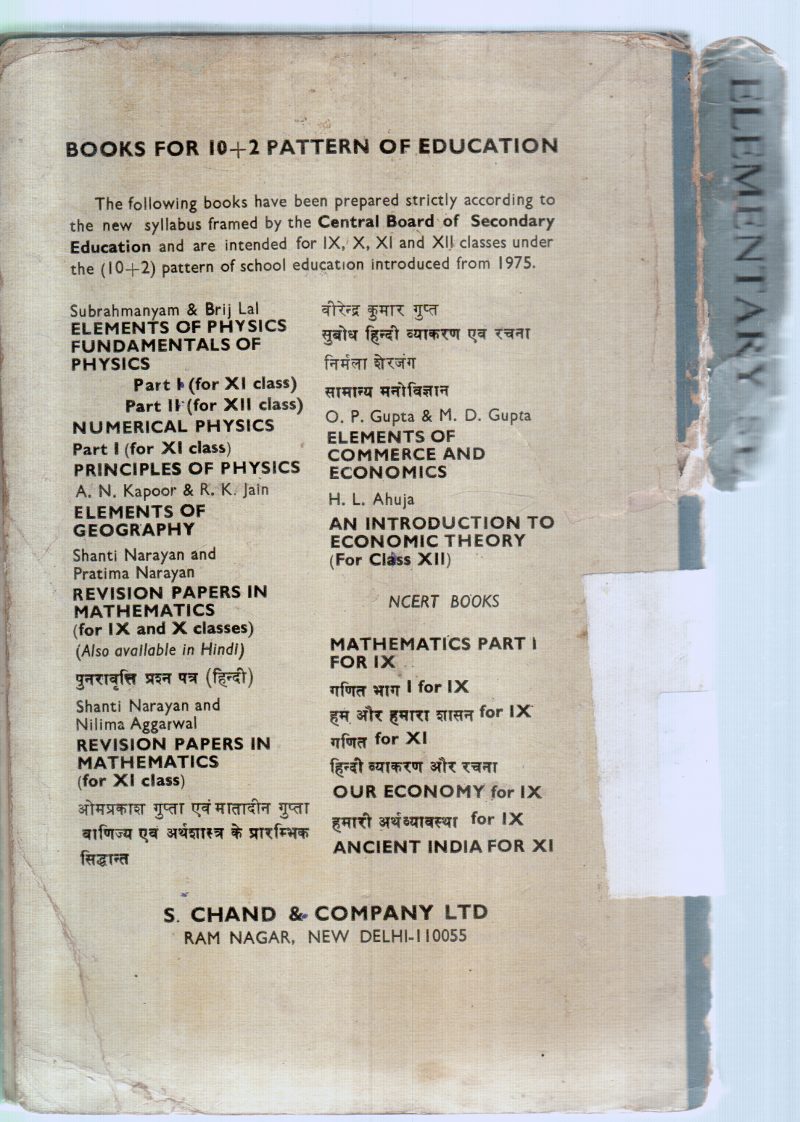 BOOKS FOR 10+2 PATTERN OF EDUCATION
The following books have been prepared strictly according to
the new syllabus framed by the Central Board of Secondary
Education and are intended for IX, X, XI and XII classes under
the (10+2) pattern of school education introduced from 1975.
Subrahmanyam & Brij Lal
ELEMENTS OF PHYSICS
FUNDAMENTALS OF
PHYSICS
Part I (for XI class)
Part II (for XII class)
NUMERICAL PHYSICS
Part I (for XI class)
PRINCIPLES OF PHYSICS
A. N. Kapoor & R. K. Jain
ELEMENTS OF
GEOGRAPHY
Shanti Narayan and
Pratima Narayan
REVISION PAPERS IN
MATHEMATICS
(for IX and X classes)
(Also available in Hindi)
पुनरावृत्ति प्रश्न पत्र (हिन्दी)
Shanti Narayan and
Nilima Aggarwal
REVISION PAPERS IN
MATHEMATICS
(for XI class)
ओमप्रकाश गुप्ता एवं मातादीन गुप्ता
वाणिज्य एवं अर्थशास्त्र के प्रारम्भिक
सिद्धान्त
वीरेन्द्र कुमार गुप्त
सुबोध हिन्दी व्याकरण एव रचना
निर्मला शेरजंग
सामान्य मनोविज्ञान
O. P. Gupta & M. D. Gupta
ELEMENTS OF
COMMERCE AND
ECONOMICS
H. L. Ahuja
AN INTRODUCTION TO
ECONOMIC THEORY
(For Class XII)
NCERT BOOKS
MATHEMATICS PART I
FOR IX
गणित भाग I for IX
हम और हमारा शासन for IX
गणित for XI
हिन्दी व्याकरण और रचना
OUR ECONOMY for IX
हमारी अर्थव्यावस्था for IX
ANCIENT INDIA FOR XI
S. CHAND & COMPANY LTD
RAM NAGAR, NEW DELHI-110055
ELEMENTARY